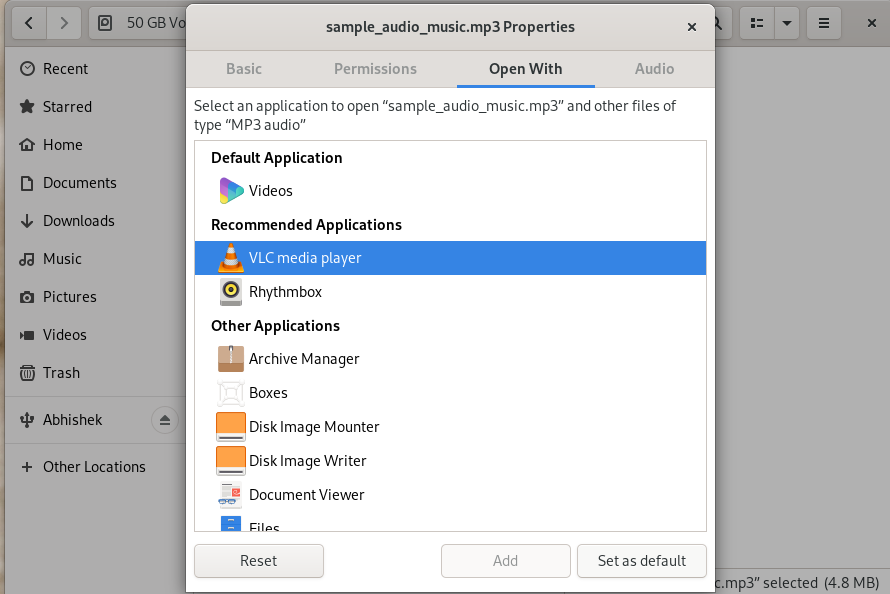 50 GB Vo
sample_audio_music.mp3 Properties
Basic
Permissions
Open With
Audio
Recent
Starred
Home
Documents
Downloads
Music
Pictures
Videos
Trash
Abhishek
Other Locations
Select an application to open “sample_audio_music.mp3” and other files of
type “MP3 audio”
Default Application
Videos
Recommended Applications
VLC media player
Rhythmbox
Other Applications
Archive Manager
Boxes
Disk Image Mounter
Disk Image Writer
Document Viewer
Files
Reset
Add
Set as default
c.mp3” selected (4.8 MB)